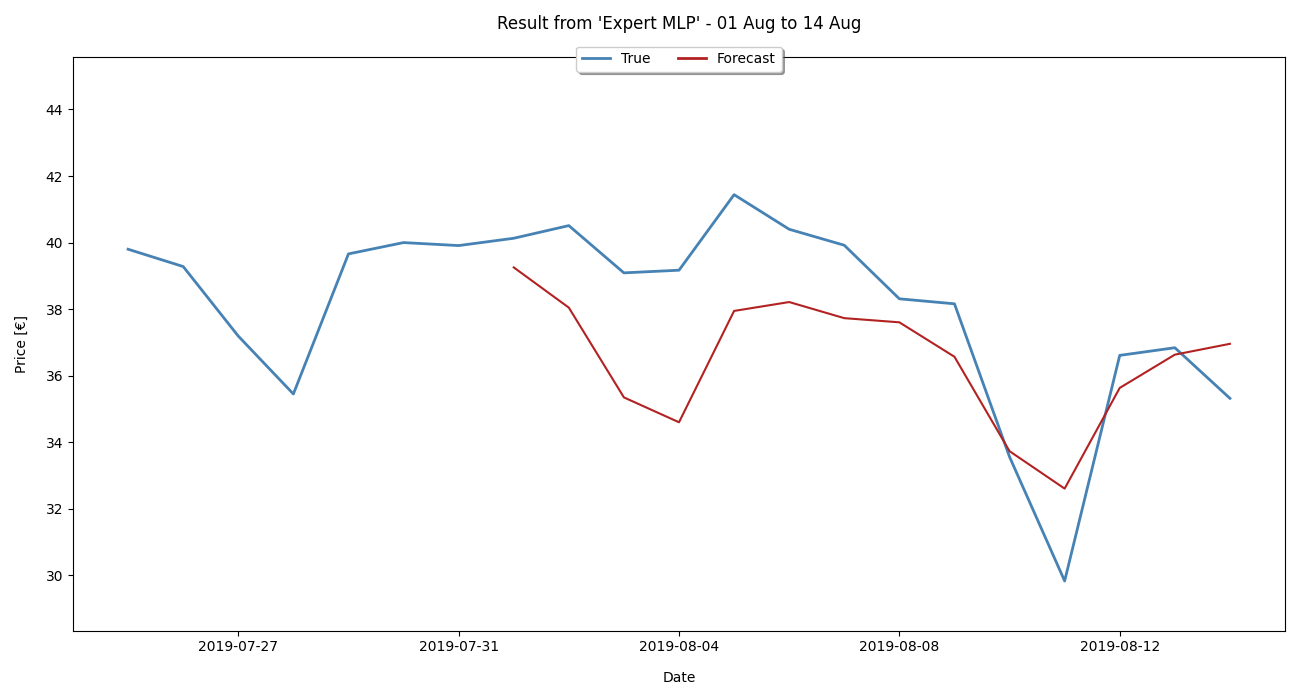 Result from 'Expert MLP' - 01 Aug to 14 Aug
True Forecast
44
42
40
38
36
34
32
30
Price [€]
2019-07-27 2019-07-31 2019-08-04 2019-08-08 2019-08-12
Date